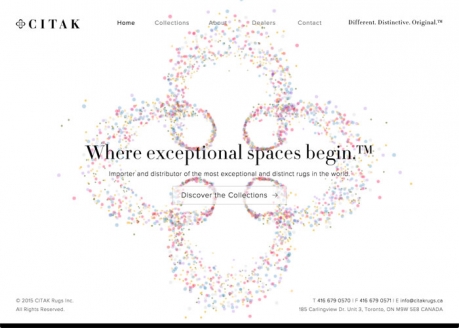 CITAK
Home Collections About Dealers Contact
Different. Distinctive. Original.™
Where exceptional spaces begin.™
Importer and distributor of the most exceptional and distinct rugs in the world.
Discover the Collections →
© 2015 CITAK Rugs Inc.
All Rights Reserved.
T 416 679 0570 | F 416 679 0571 | E info@citakrugs.ca
185 Carlingview Dr. Unit 3, Toronto, ON M9W 5E8 CANADA